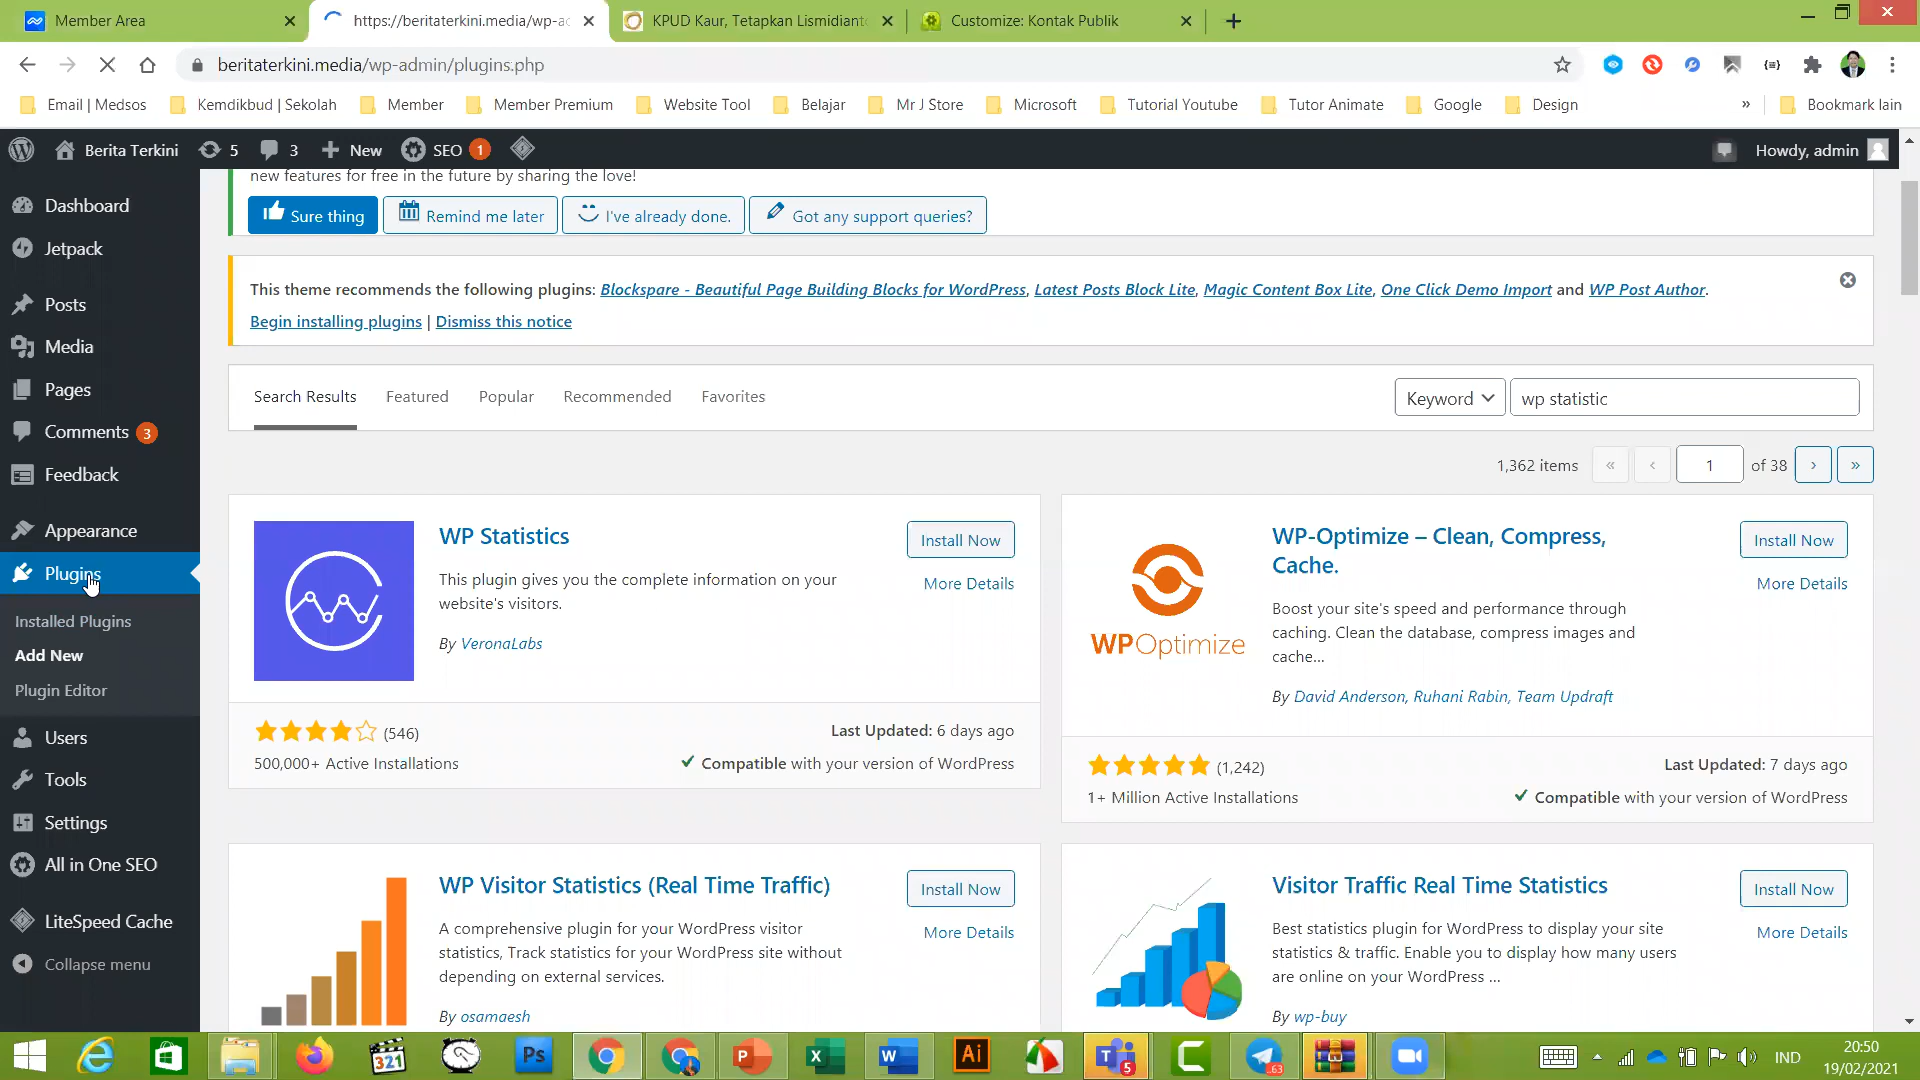 Member Area
https://beritaterkini.media/wp-ac
KPUD Kaur, Tetapkan Lismidianto
Customize: Kontak Publik
beritaterkini.media/wp-admin/plugins.php
Email | Medsos
Kemdikbud | Sekolah
Member
Member Premium
Website Tool
Belajar
Mr J Store
Microsoft
Tutorial Youtube
Tutor Animate
Google
Design
»
Bookmark lain
Berita Terkini
5
3
New
SEO 1
Howdy, admin
Dashboard
Jetpack
Posts
Media
Pages
Comments 3
Feedback
Appearance
Plugins
Installed Plugins
Add New
Plugin Editor
Users
Tools
Settings
All in One SEO
LiteSpeed Cache
Collapse menu
new features for free in the future by sharing the love!
Sure thing
Remind me later
I've already done.
Got any support queries?
This theme recommends the following plugins: Blockspare - Beautiful Page Building Blocks for WordPress, Latest Posts Block Lite, Magic Content Box Lite, One Click Demo Import and WP Post Author.
Begin installing plugins | Dismiss this notice
Search Results
Featured
Popular
Recommended
Favorites
Keyword
wp statistic
1,362 items
«
‹
1
of 38
›
»
WP Statistics
Install Now
More Details
This plugin gives you the complete information on your
website's visitors.
By VeronaLabs
(546)
Last Updated: 6 days ago
500,000+ Active Installations
Compatible with your version of WordPress
WPOptimize
WP-Optimize – Clean, Compress,
Cache.
Install Now
More Details
Boost your site's speed and performance through
caching. Clean the database, compress images and
cache...
By David Anderson, Ruhani Rabin, Team Updraft
(1,242)
Last Updated: 7 days ago
1+ Million Active Installations
Compatible with your version of WordPress
WP Visitor Statistics (Real Time Traffic)
Install Now
More Details
A comprehensive plugin for your WordPress visitor
statistics, Track statistics for your WordPress site without
depending on external services.
By osamaesh
Visitor Traffic Real Time Statistics
Install Now
More Details
Best statistics plugin for WordPress to display your site
statistics & traffic. Enable you to display how many users
are online on your WordPress ...
By wp-buy
321
Ps
P
X
W
Ai
T
5
C
63
IND
20:50
19/02/2021